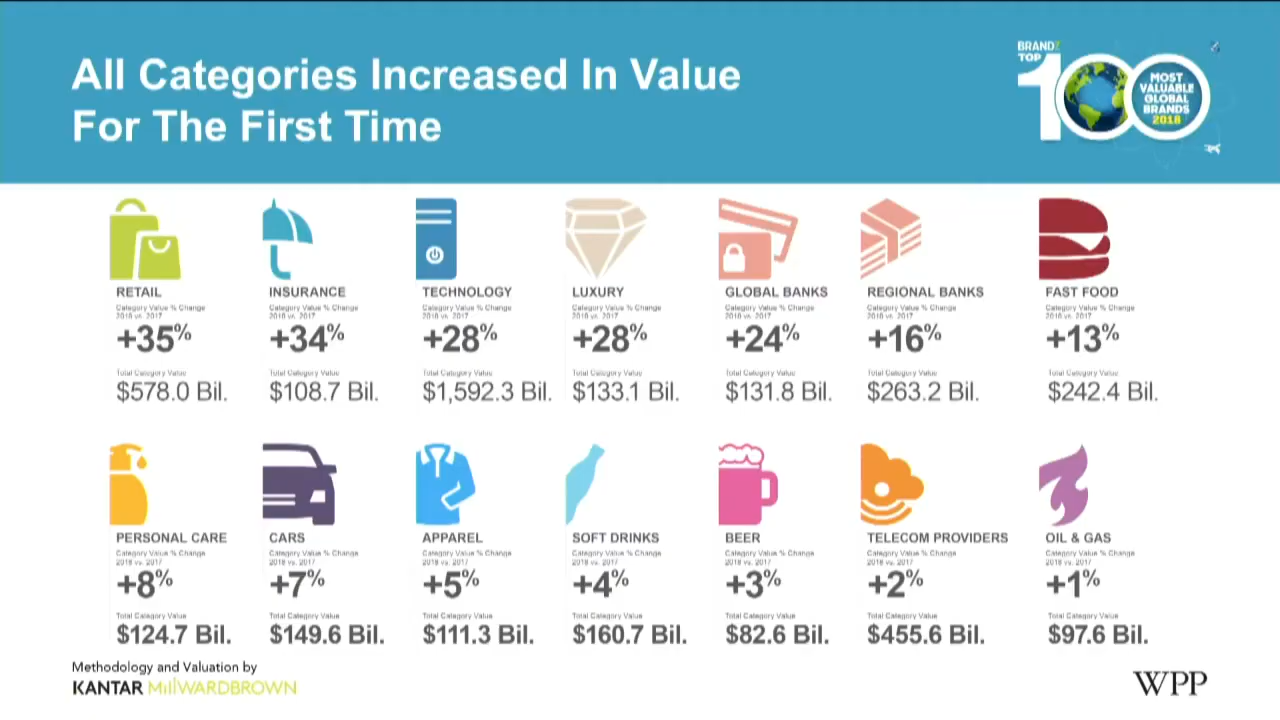 All Categories Increased In Value
For The First Time
BRANDZ
TOP
100
MOST
VALUABLE
GLOBAL
BRANDS
2018
RETAIL
Category Value % Change
2018 vs. 2017
+35%
Total Category Value
$578.0 Bil.
INSURANCE
Category Value % Change
2018 vs. 2017
+34%
Total Category Value
$108.7 Bil.
TECHNOLOGY
Category Value % Change
2018 vs. 2017
+28%
Total Category Value
$1,592.3 Bil.
LUXURY
Category Value % Change
2018 vs. 2017
+28%
Total Category Value
$133.1 Bil.
GLOBAL BANKS
Category Value % Change
2018 vs. 2017
+24%
Total Category Value
$131.8 Bil.
REGIONAL BANKS
Category Value % Change
2018 vs. 2017
+16%
Total Category Value
$263.2 Bil.
FAST FOOD
Category Value % Change
2018 vs. 2017
+13%
Total Category Value
$242.4 Bil.
PERSONAL CARE
Category Value % Change
2018 vs. 2017
+8%
Total Category Value
$124.7 Bil.
CARS
Category Value % Change
2018 vs. 2017
+7%
Total Category Value
$149.6 Bil.
APPAREL
Category Value % Change
2018 vs. 2017
+5%
Total Category Value
$111.3 Bil.
SOFT DRINKS
Category Value % Change
2018 vs. 2017
+4%
Total Category Value
$160.7 Bil.
BEER
Category Value % Change
2018 vs. 2017
+3%
Total Category Value
$82.6 Bil.
TELECOM PROVIDERS
Category Value % Change
2018 vs. 2017
+2%
Total Category Value
$455.6 Bil.
OIL & GAS
Category Value % Change
2018 vs. 2017
+1%
Total Category Value
$97.6 Bil.
Methodology and Valuation by
KANTAR MillWARDBROWN
WPP